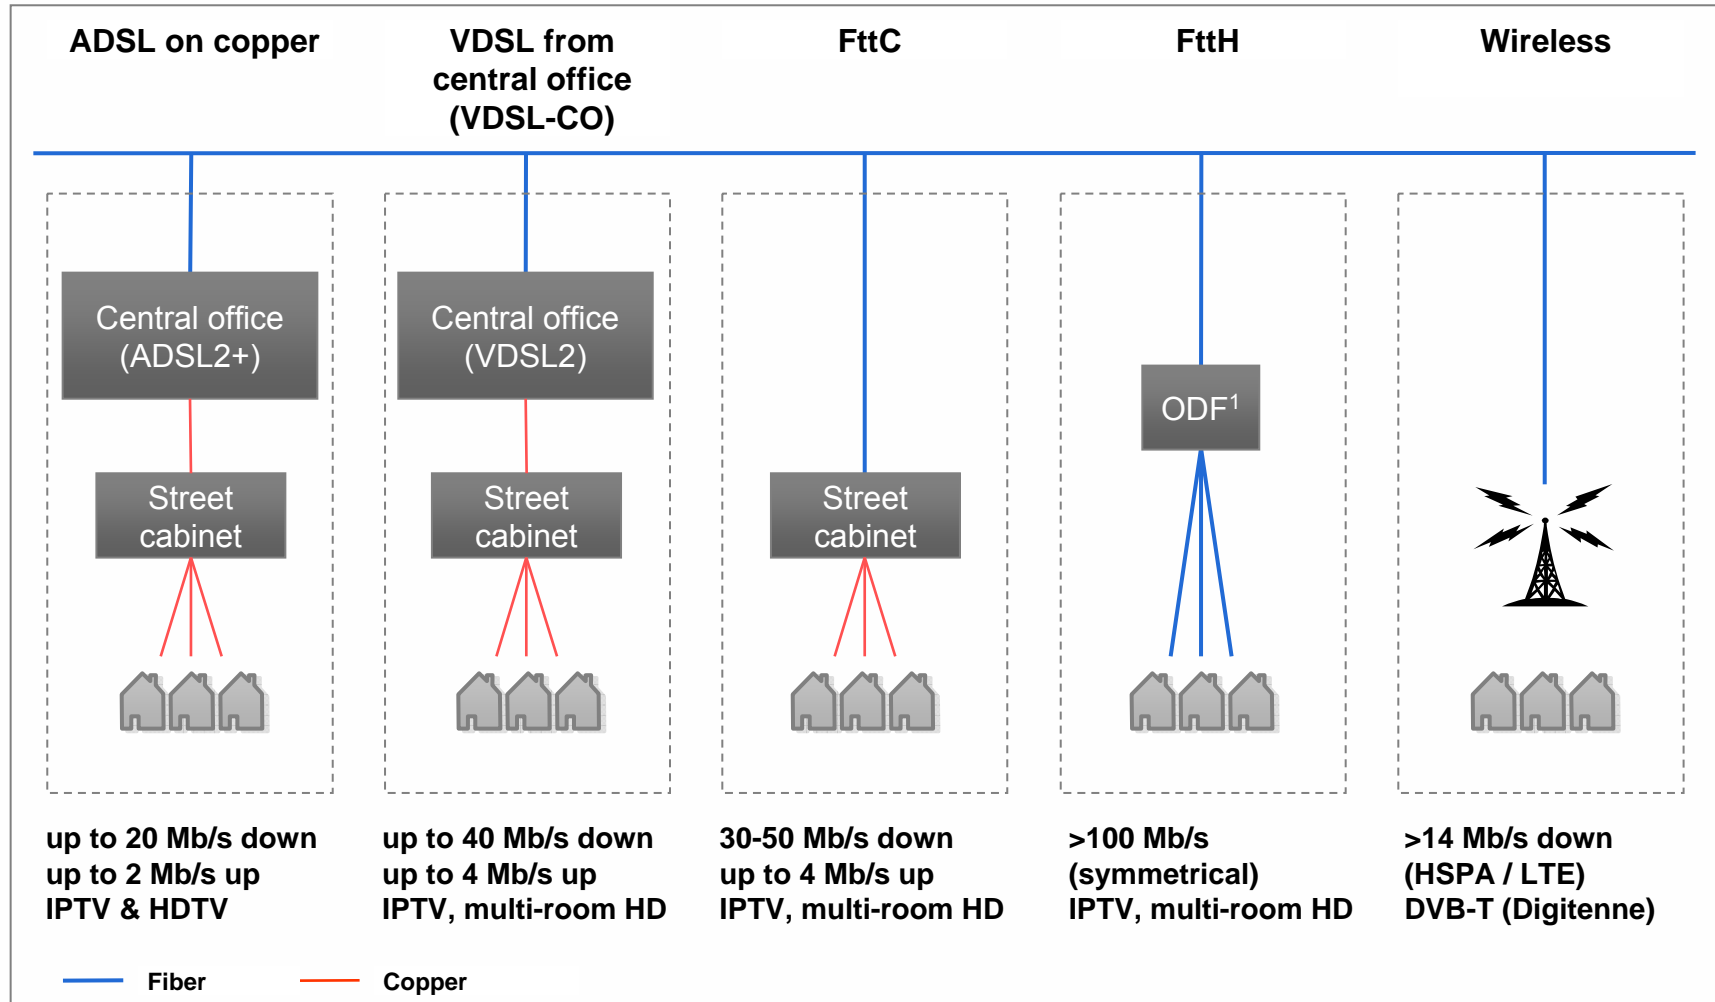 ADSL on copper
VDSL from
central office
(VDSL-CO)
FttC
FttH
Wireless
Central office
(ADSL2+)
Street
cabinet
Central office
(VDSL2)
Street
cabinet
Street
cabinet
ODF¹
up to 20 Mb/s down
up to 2 Mb/s up
IPTV & HDTV
up to 40 Mb/s down
up to 4 Mb/s up
IPTV, multi-room HD
30-50 Mb/s down
up to 4 Mb/s up
IPTV, multi-room HD
>100 Mb/s
(symmetrical)
IPTV, multi-room HD
>14 Mb/s down
(HSPA / LTE)
DVB-T (Digitenne)
Fiber
Copper